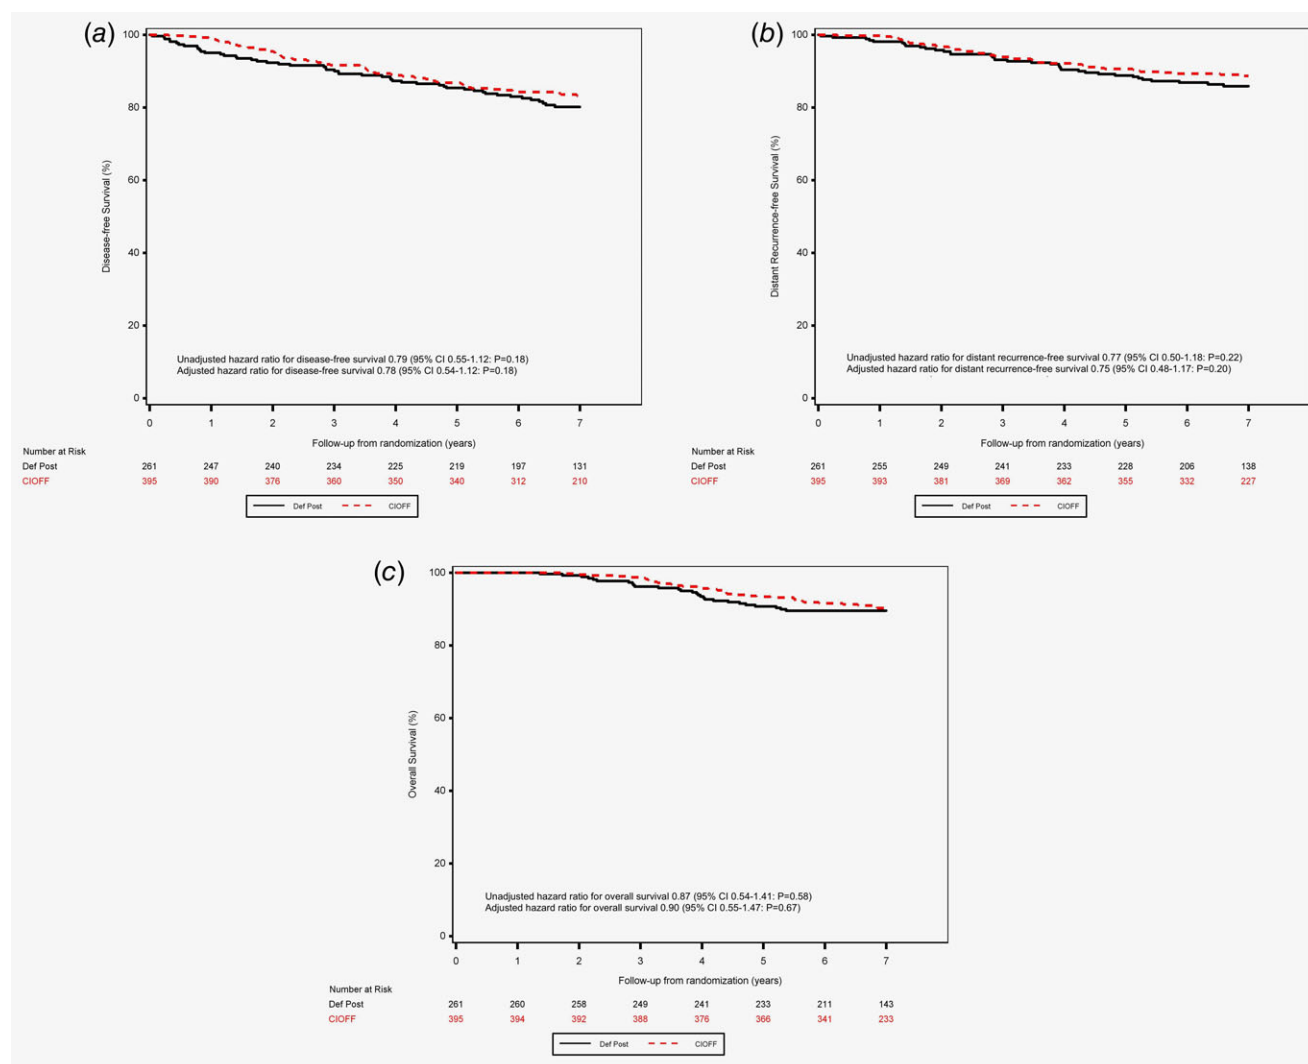 (a)
100
80
60
40
20
0
Disease-free Survival (%)
Unadjusted hazard ratio for disease-free survival 0.79 (95% CI 0.55-1.12: P=0.18)
Adjusted hazard ratio for disease-free survival 0.78 (95% CI 0.54-1.12: P=0.18)
0 1 2 3 4 5 6 7
Follow-up from randomization (years)
Number at Risk
Def Post 261 247 240 234 225 219 197 131
CIOFF 395 390 376 360 350 340 312 210
Def Post CIOFF
(b)
100
80
60
40
20
0
Distant Recurrence-free Survival (%)
Unadjusted hazard ratio for distant recurrence-free survival 0.77 (95% CI 0.50-1.18: P=0.22)
Adjusted hazard ratio for distant recurrence-free survival 0.75 (95% CI 0.48-1.17: P=0.20)
0 1 2 3 4 5 6 7
Follow-up from randomization (years)
Number at Risk
Def Post 261 255 249 241 233 228 206 138
CIOFF 395 393 381 369 362 355 332 227
Def Post CIOFF
(c)
100
80
60
40
20
0
Overall Survival (%)
Unadjusted hazard ratio for overall survival 0.87 (95% CI 0.54-1.41: P=0.58)
Adjusted hazard ratio for overall survival 0.90 (95% CI 0.55-1.47: P=0.67)
0 1 2 3 4 5 6 7
Follow-up from randomization (years)
Number at Risk
Def Post 261 260 258 249 241 233 211 143
CIOFF 395 394 392 388 376 366 341 233
Def Post CIOFF